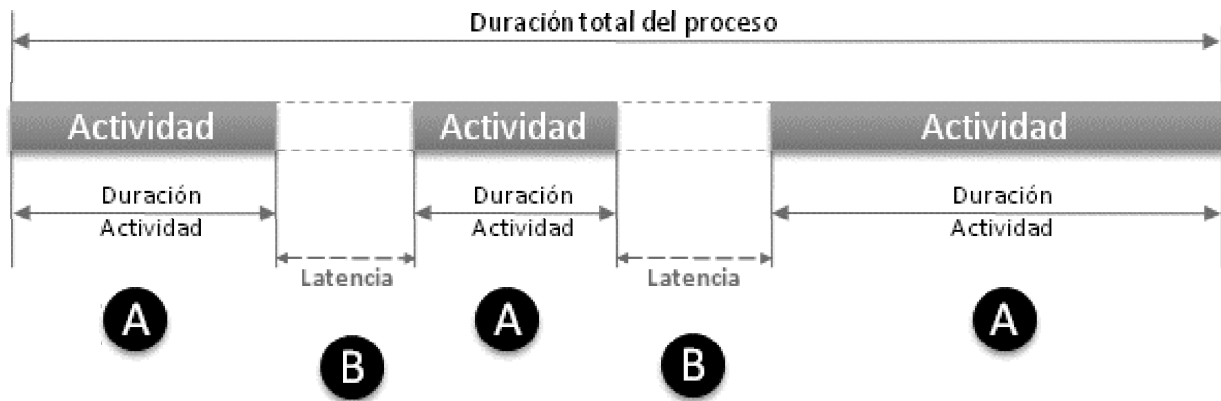 Duración total del proceso
Actividad
Actividad
Actividad
Duración
Actividad
Duración
Actividad
Duración
Actividad
Latencia
Latencia
A
A
A
B
B